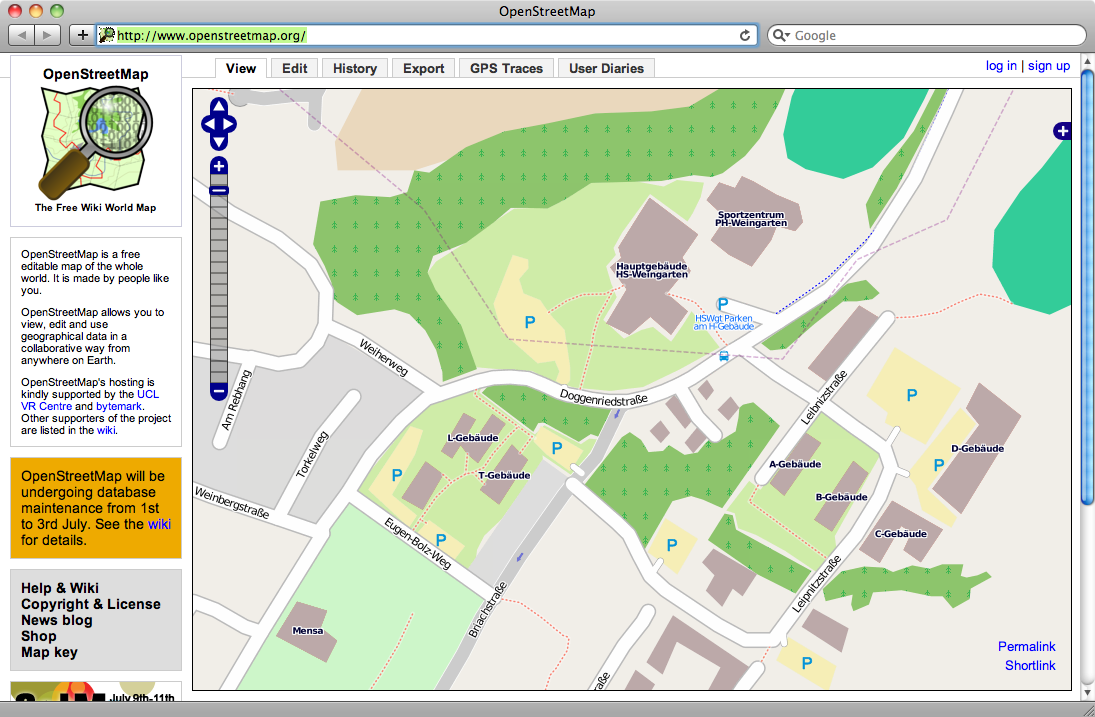 OpenStreetMap
http://www.openstreetmap.org/
Google
OpenStreetMap
The Free Wiki World Map
View
Edit
History
Export
GPS Traces
User Diaries
log in | sign up
OpenStreetMap is a free
editable map of the whole
world. It is made by people like
you.
OpenStreetMap allows you to
view, edit and use
geographical data in a
collaborative way from
anywhere on Earth.
OpenStreetMap's hosting is
kindly supported by the UCL
VR Centre and bytemark.
Other supporters of the project
are listed in the wiki.
OpenStreetMap will be
undergoing database
maintenance from 1st
to 3rd July. See the wiki
for details.
Help & Wiki
Copyright & License
News blog
Shop
Map key
July 9th-11th
Sportzentrum
PH-Weingarten
Hauptgebäude
HS-Weingarten
P
HSWgt Parken
am H-Gebäude
P
Weiherweg
Doggenriedstraße
Am Rebhang
Torkelweg
Weinbergstraße
L-Gebäude
T-Gebäude
P
P
P
Eugen-Bolz-Weg
Briachstraße
Mensa
Leibnizstraße
P
A-Gebäude
B-Gebäude
D-Gebäude
P
C-Gebäude
P
Leipnitzstraße
P
aße
Permalink
Shortlink